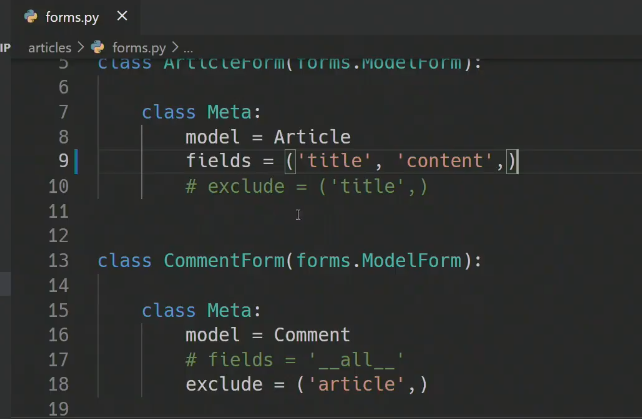 forms.py ×
IP articles > forms.py > ...
5 class ArticleForm(forms.ModelForm):
6
7 class Meta:
8 model = Article
9 fields = ('title', 'content',)
10 # exclude = ('title',)
11
12
13 class CommentForm(forms.ModelForm):
14
15 class Meta:
16 model = Comment
17 # fields = '__all__'
18 exclude = ('article',)
19